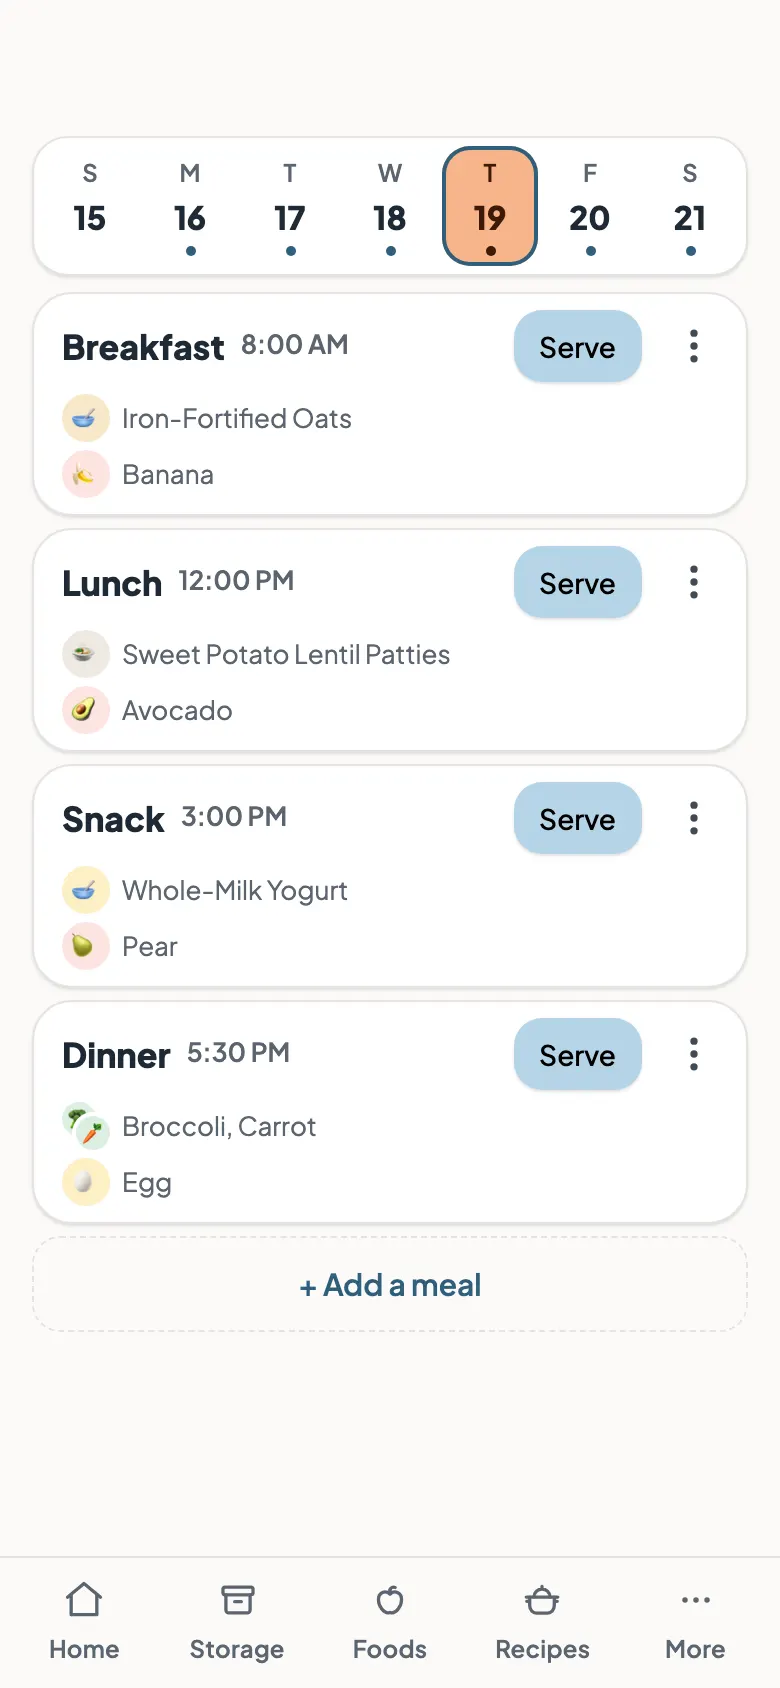 S M T W T F S
15 16 17 18 19 20 21
Breakfast 8:00 AM Serve
Iron-Fortified Oats
Banana
Lunch 12:00 PM Serve
Sweet Potato Lentil Patties
Avocado
Snack 3:00 PM Serve
Whole-Milk Yogurt
Pear
Dinner 5:30 PM Serve
Broccoli, Carrot
Egg
+ Add a meal
Home Storage Foods Recipes More